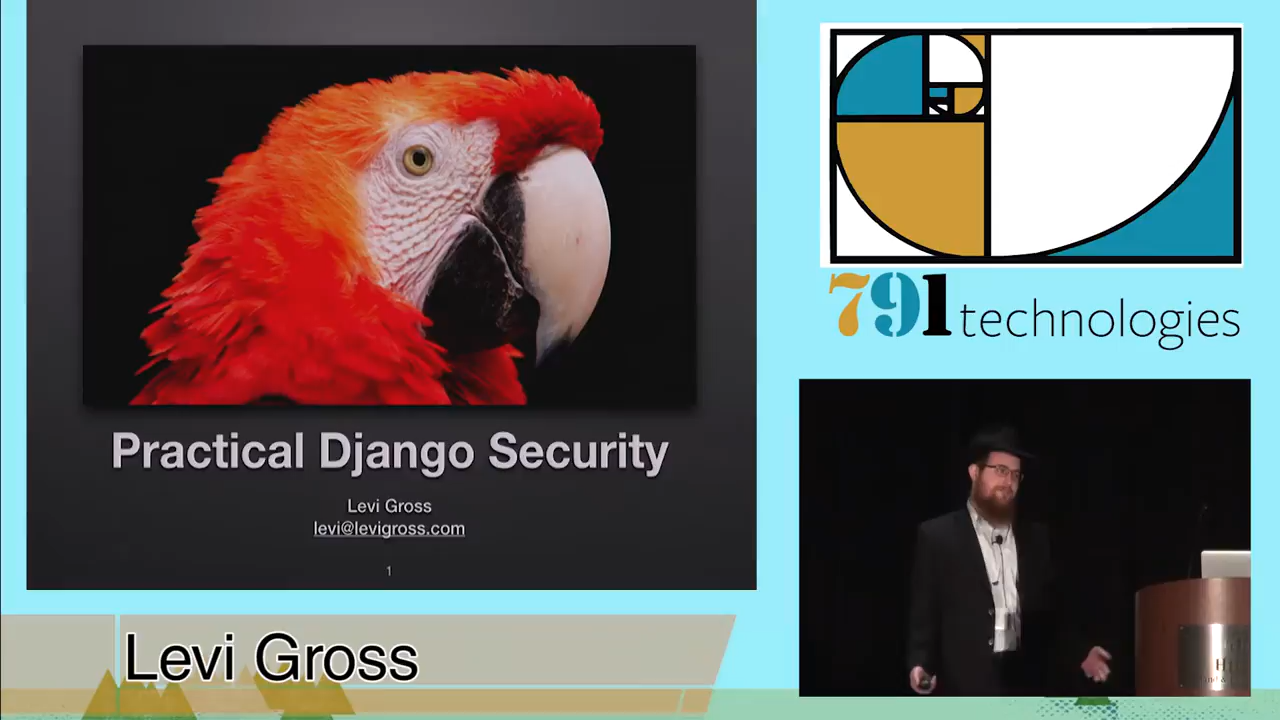 Practical Django Security
Levi Gross
levi@levigross.com
1
791 technologies
Levi Gross